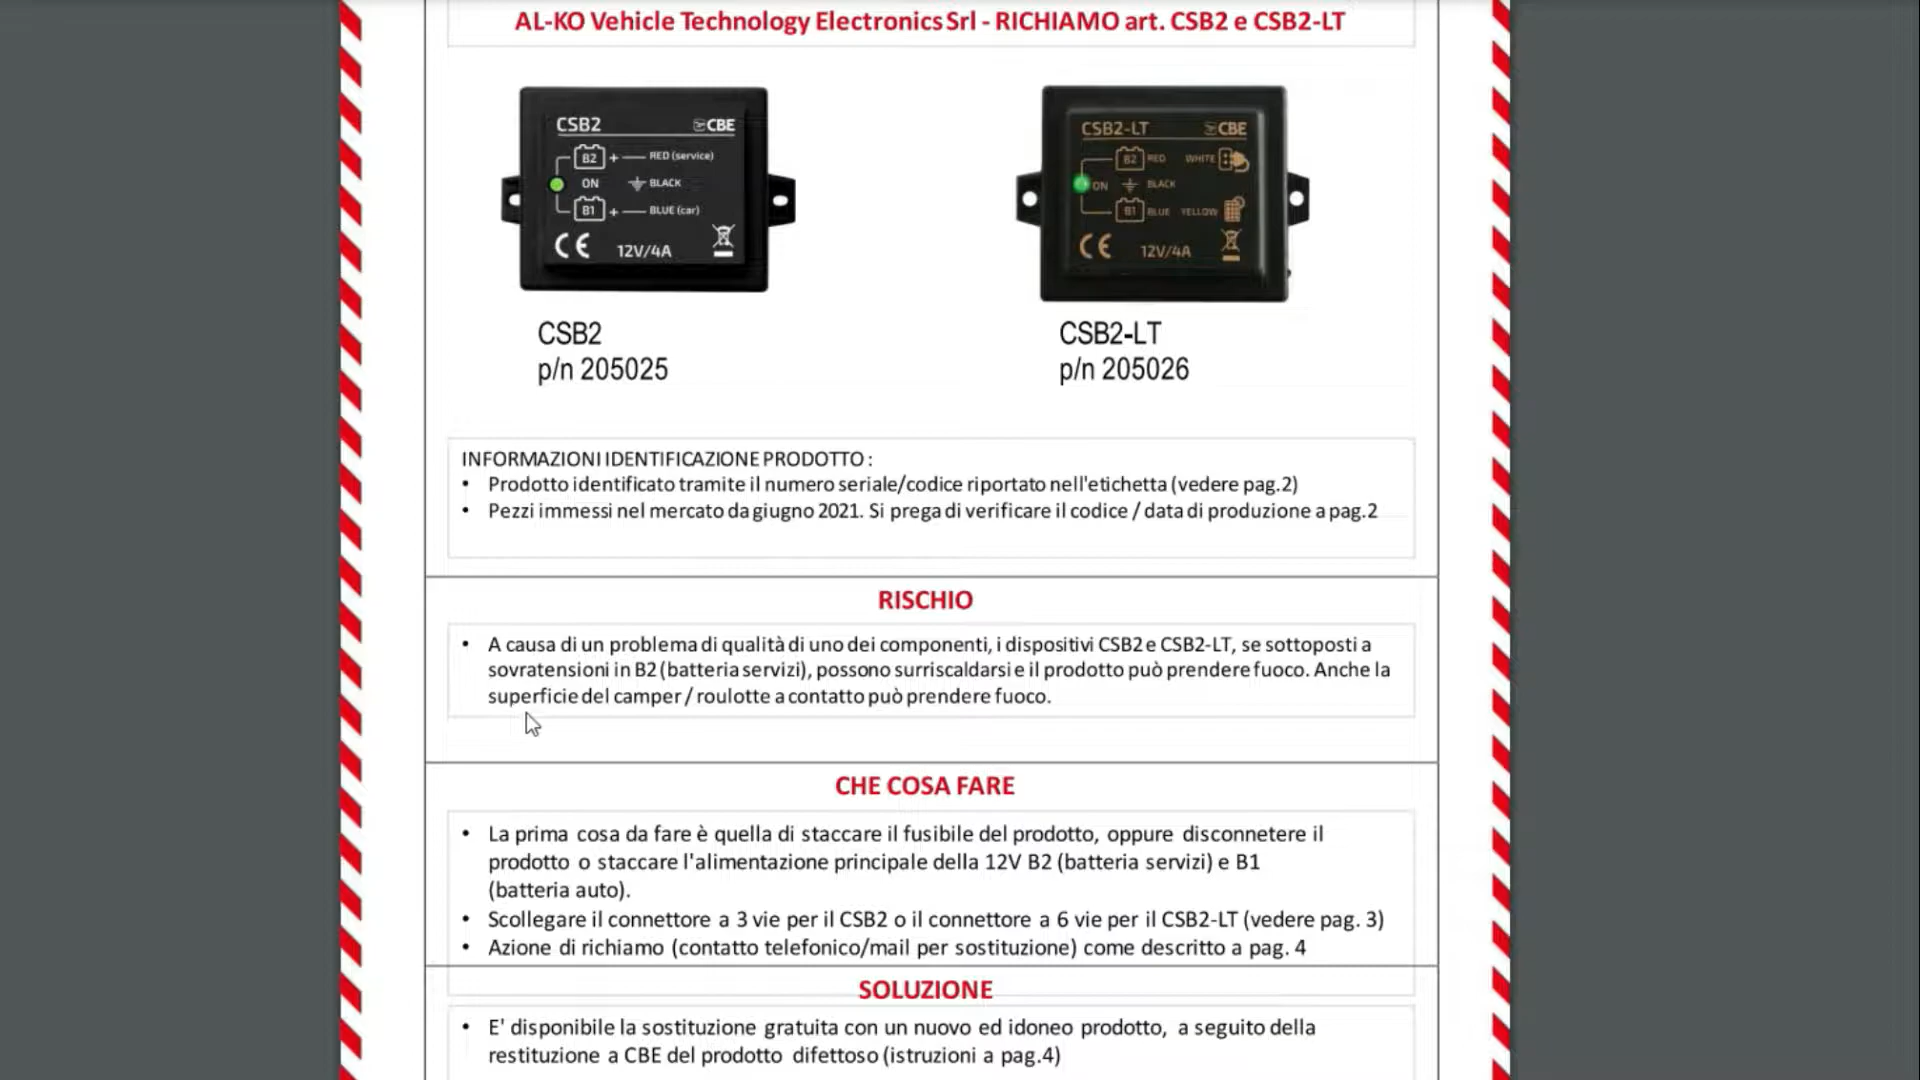 AL-KO Vehicle Technology Electronics Srl - RICHIAMO art. CSB2 e CSB2-LT
CSB2 CBE
B2 + RED (service)
ON BLACK
B1 + BLUE (car)
CE 12V/4A
CSB2-LT CBE
B2 RED WHITE
ON BLACK
B1 BLUE YELLOW
CE 12V/4A
CSB2
p/n 205025
CSB2-LT
p/n 205026
INFORMAZIONI IDENTIFICAZIONE PRODOTTO :
• Prodotto identificato tramite il numero seriale/codice riportato nell'etichetta (vedere pag.2)
• Pezzi immessi nel mercato da giugno 2021. Si prega di verificare il codice / data di produzione a pag.2
RISCHIO
• A causa di un problema di qualità di uno dei componenti, i dispositivi CSB2 e CSB2-LT, se sottoposti a
sovratensioni in B2 (batteria servizi), possono surriscaldarsi e il prodotto può prendere fuoco. Anche la
superficie del camper / roulotte a contatto può prendere fuoco.
CHE COSA FARE
• La prima cosa da fare è quella di staccare il fusibile del prodotto, oppure disconnetere il
prodotto o staccare l'alimentazione principale della 12V B2 (batteria servizi) e B1
(batteria auto).
• Scollegare il connettore a 3 vie per il CSB2 o il connettore a 6 vie per il CSB2-LT (vedere pag. 3)
• Azione di richiamo (contatto telefonico/mail per sostituzione) come descritto a pag. 4
SOLUZIONE
• E' disponibile la sostituzione gratuita con un nuovo ed idoneo prodotto, a seguito della
restituzione a CBE del prodotto difettoso (istruzioni a pag.4)